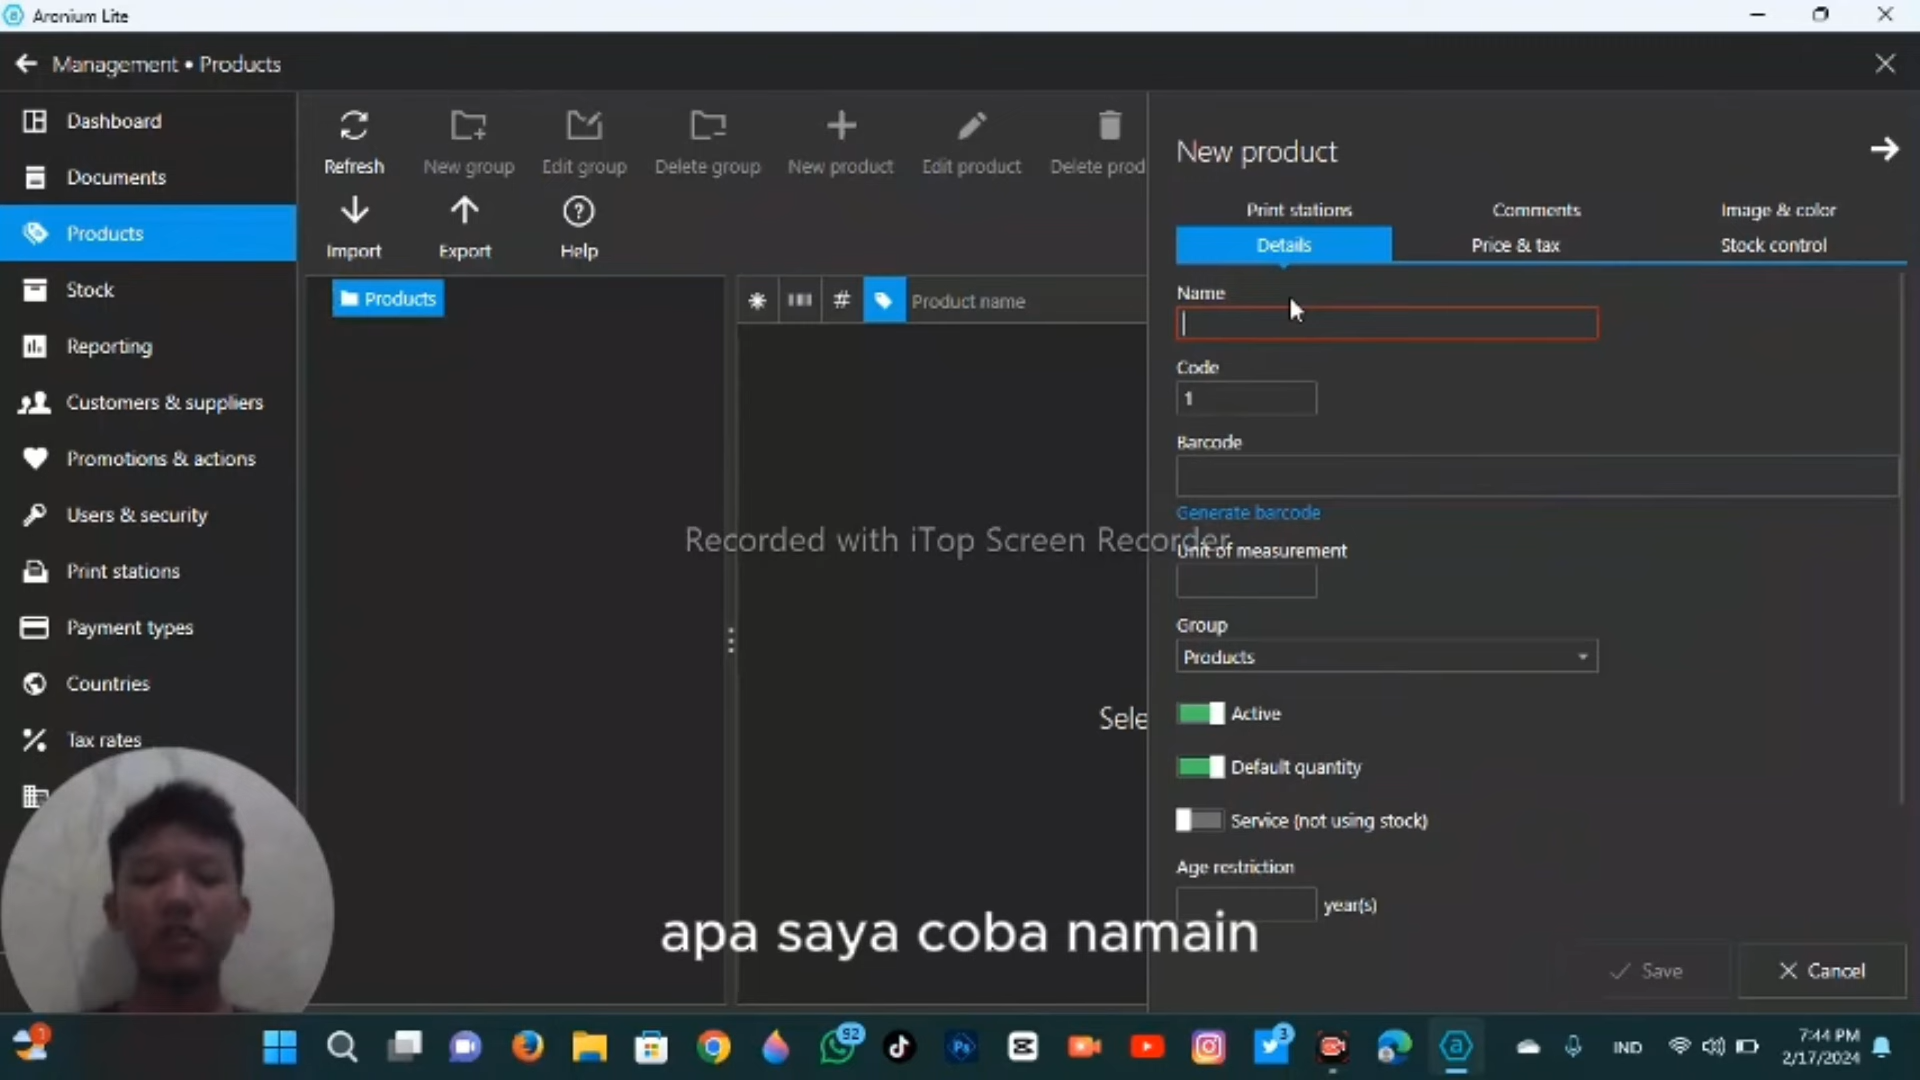 Aronium Lite
Management • Products
Dashboard
Documents
Products
Stock
Reporting
Customers & suppliers
Promotions & actions
Users & security
Print stations
Payment types
Countries
Tax rates
Refresh
New group
Edit group
Delete group
New product
Edit product
Delete prod
Import
Export
Help
Products
#
Product name
Sele
New product
Print stations
Comments
Image & color
Details
Price & tax
Stock control
Name
Code
1
Barcode
Generate barcode
Unit of measurement
Group
Products
Active
Default quantity
Service (not using stock)
Age restriction
year(s)
Save
Cancel
Recorded with iTop Screen Recorder
apa saya coba namain
1
92
Ps
3
IND
7:44 PM
2/17/2024